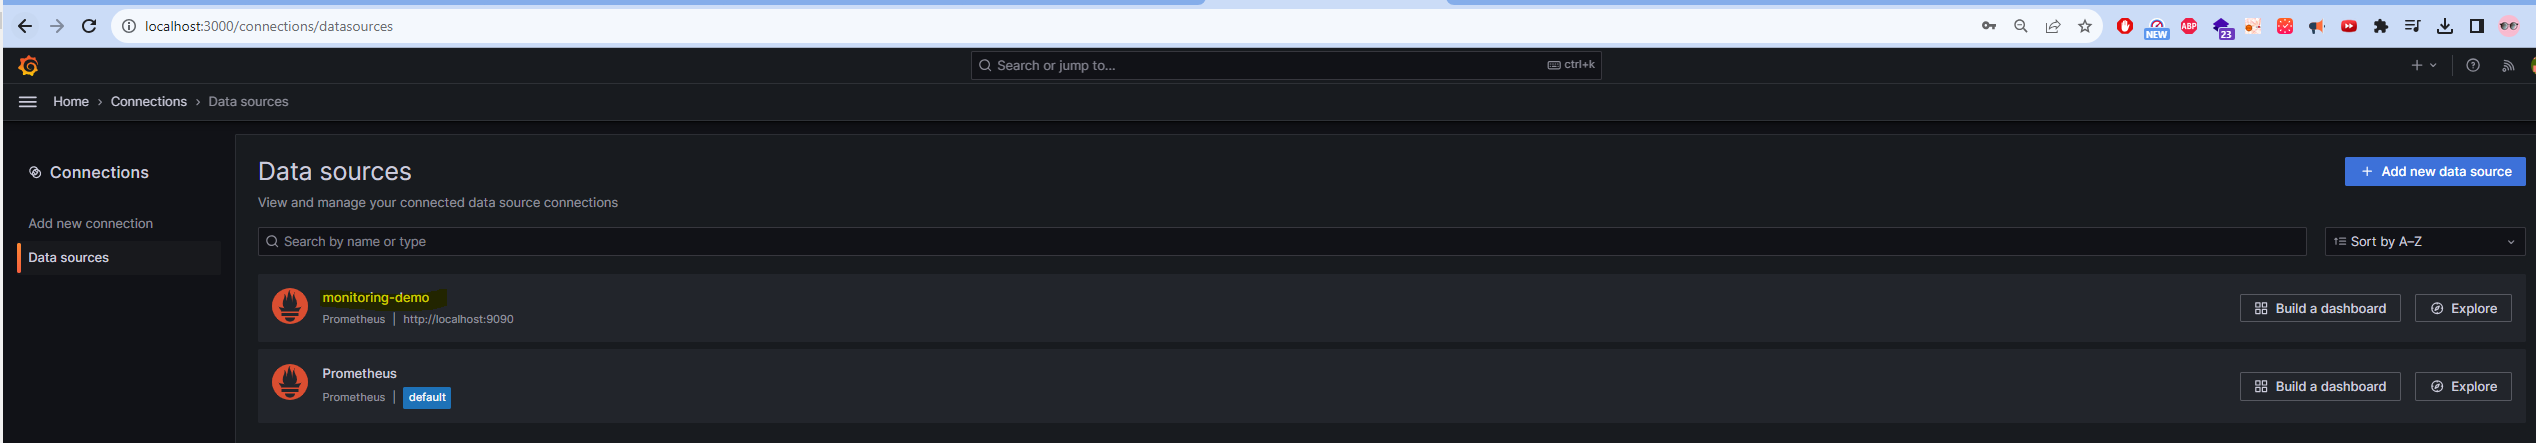 localhost:3000/connections/datasources
NEW
ABP
23
Search or jump to...
ctrl+k
Home › Connections › Data sources
Connections
Add new connection
Data sources
Data sources
View and manage your connected data source connections
+ Add new data source
Search by name or type
Sort by A–Z
monitoring-demo
Prometheus | http://localhost:9090
Build a dashboard
Explore
Prometheus
Prometheus | default
Build a dashboard
Explore